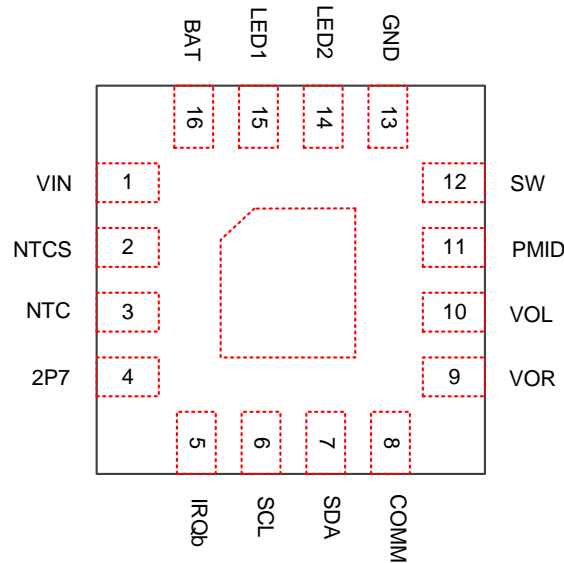 BAT
LED1
LED2
GND
16
15
14
13
VIN
1
12
SW
NTCS
2
11
PMID
NTC
3
10
VOL
2P7
4
9
VOR
5
6
7
8
IRQb
SCL
SDA
COMM